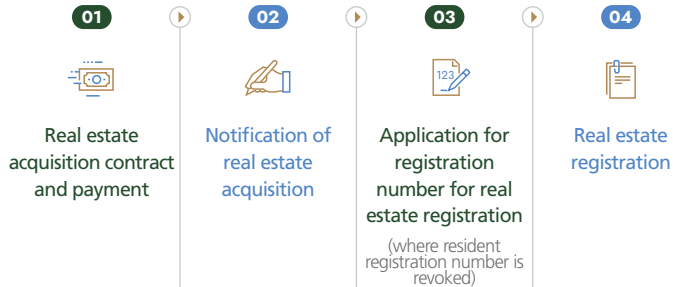 01
Real estate
acquisition contract
and payment
02
Notification of
real estate
acquisition
03
123
Application for
registration
number for real
estate registration
(where resident
registration number is
revoked)
04
Real estate
registration